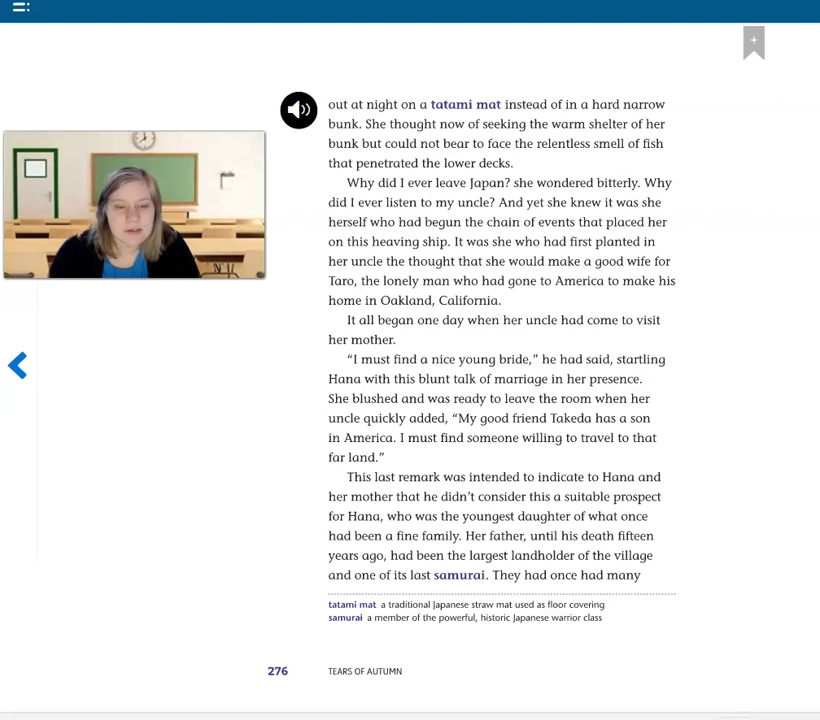 out at night on a tatami mat instead of in a hard narrow
bunk. She thought now of seeking the warm shelter of her
bunk but could not bear to face the relentless smell of fish
that penetrated the lower decks.
Why did I ever leave Japan? she wondered bitterly. Why
did I ever listen to my uncle? And yet she knew it was she
herself who had begun the chain of events that placed her
on this heaving ship. It was she who had first planted in
her uncle the thought that she would make a good wife for
Taro, the lonely man who had gone to America to make his
home in Oakland, California.
It all began one day when her uncle had come to visit
her mother.
“I must find a nice young bride,” he had said, startling
Hana with this blunt talk of marriage in her presence.
She blushed and was ready to leave the room when her
uncle quickly added, “My good friend Takeda has a son
in America. I must find someone willing to travel to that
far land.”
This last remark was intended to indicate to Hana and
her mother that he didn’t consider this a suitable prospect
for Hana, who was the youngest daughter of what once
had been a fine family. Her father, until his death fifteen
years ago, had been the largest landholder of the village
and one of its last samurai. They had once had many
tatami mat a traditional Japanese straw mat used as floor covering
samurai a member of the powerful, historic Japanese warrior class
276 TEARS OF AUTUMN